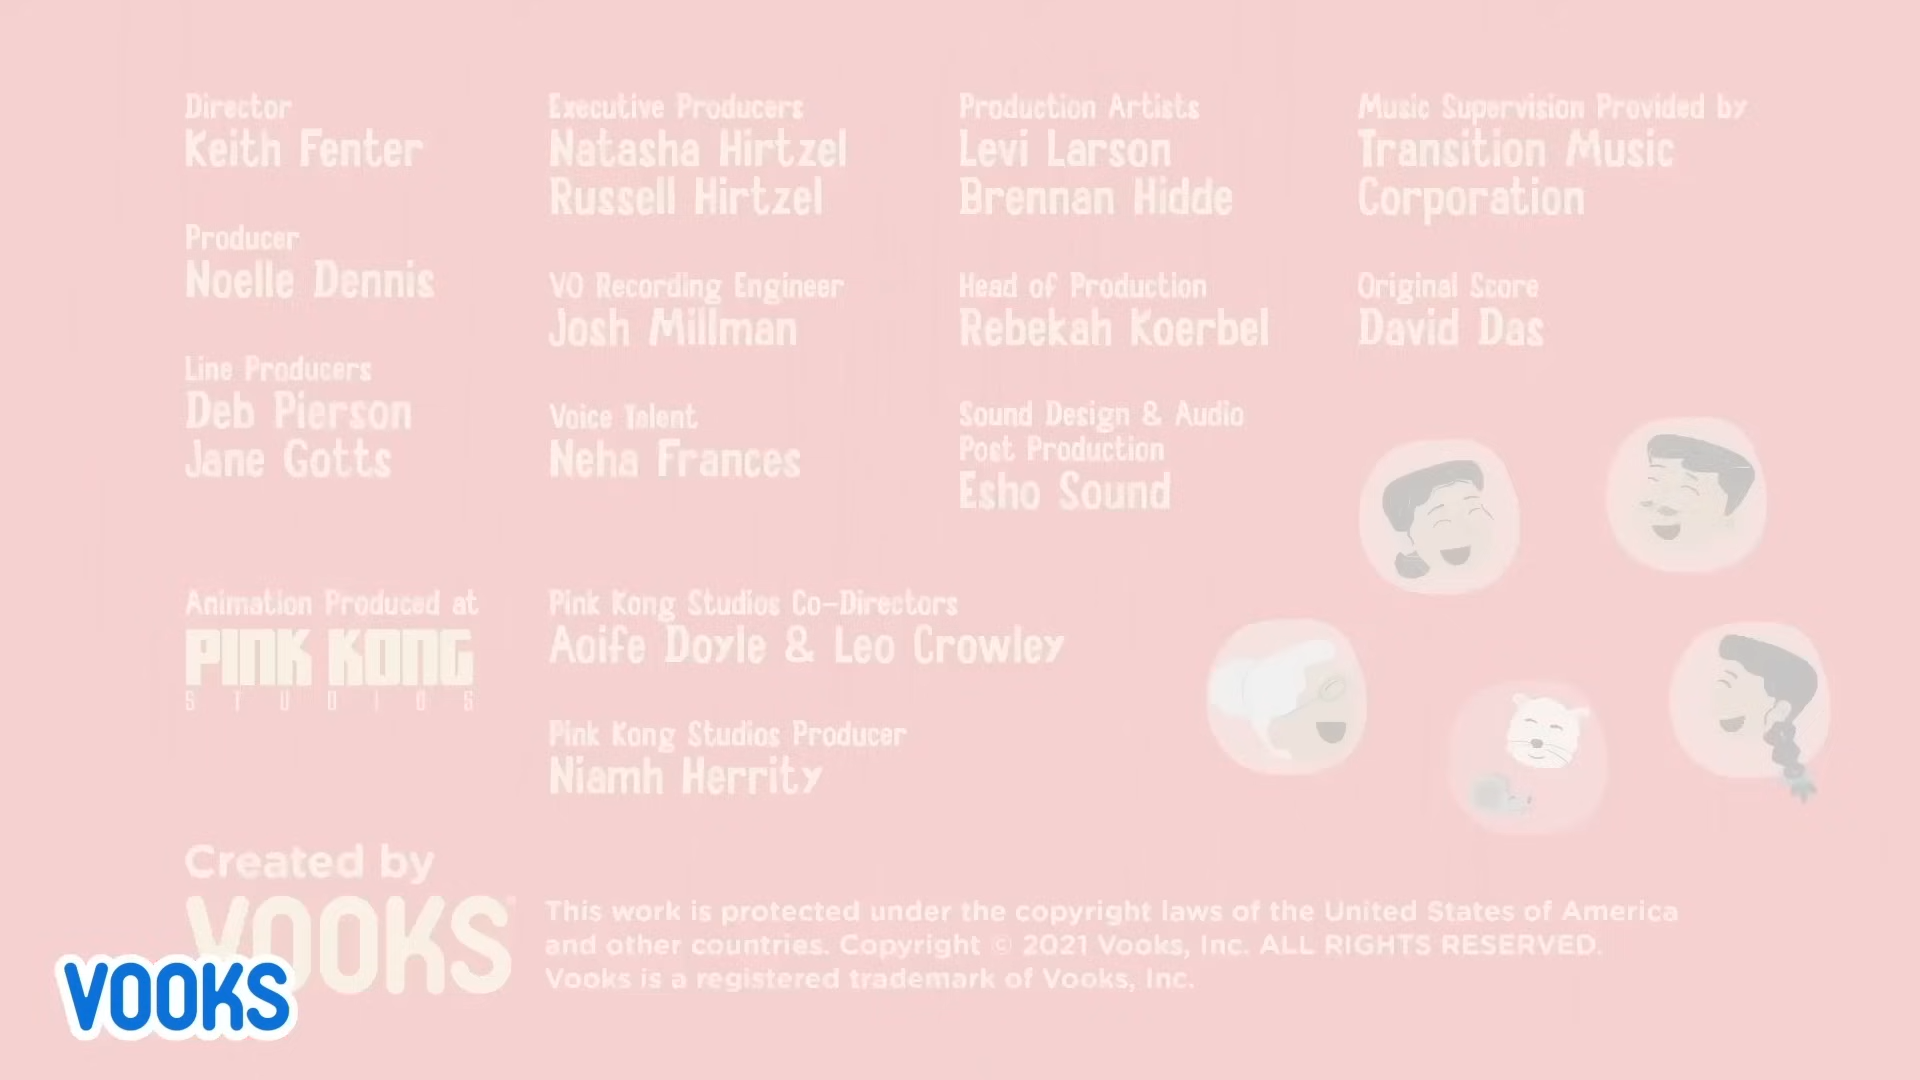 Director
Keith Fenter
Producer
Noelle Dennis
Line Producers
Deb Pierson
Jane Gotts
Executive Producers
Natasha Hirtzel
Russell Hirtzel
VO Recording Engineer
Josh Millman
Voice Talent
Neha Frances
Production Artists
Levi Larson
Brennan Hidde
Head of Production
Rebekah Koerbel
Sound Design & Audio
Post Production
Esho Sound
Music Supervision Provided by
Transition Music
Corporation
Original Score
David Das
Animation Produced at
PINK KONG
STUDIOS
Pink Kong Studios Co-Directors
Aoife Doyle & Leo Crowley
Pink Kong Studios Producer
Niamh Herrity
Created by
VOOKS
This work is protected under the copyright laws of the United States of America
and other countries. Copyright © 2021 Vooks, Inc. ALL RIGHTS RESERVED.
Vooks is a registered trademark of Vooks, Inc.
VOOKS